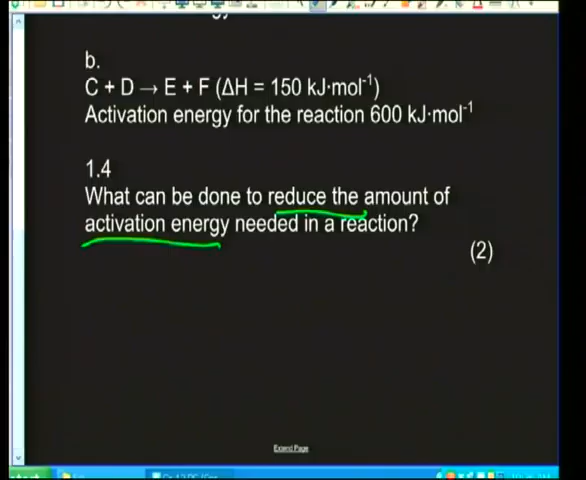 b.
C + D → E + F (ΔH = 150 kJ·mol⁻¹)
Activation energy for the reaction 600 kJ·mol⁻¹
1.4
What can be done to reduce the amount of
activation energy needed in a reaction?
(2)
Extend Page